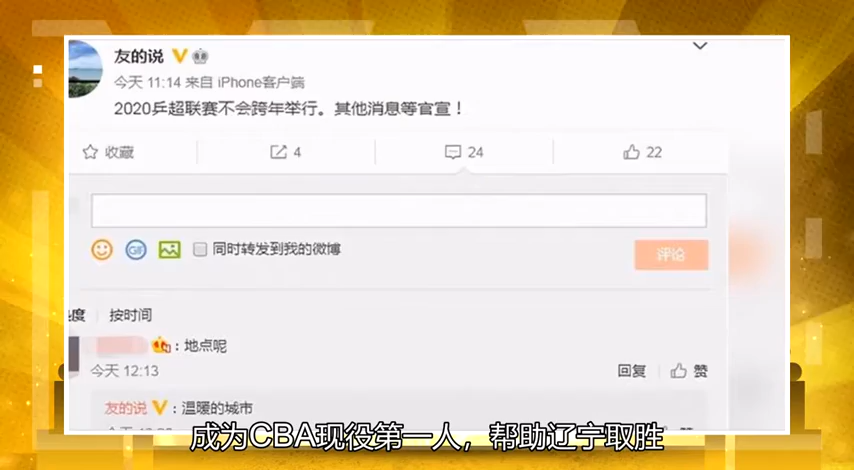 友的说
今天 11:14 来自 iPhone客户端
2020乒超联赛不会跨年举行。其他消息等官宣！
收藏 4 24 22
GIF 同时转发到我的微博 评论
度 按时间
：地点呢
今天 12:13 回复 赞
友的说：温暖的城市
成为CBA现役第一人，帮助辽宁取胜